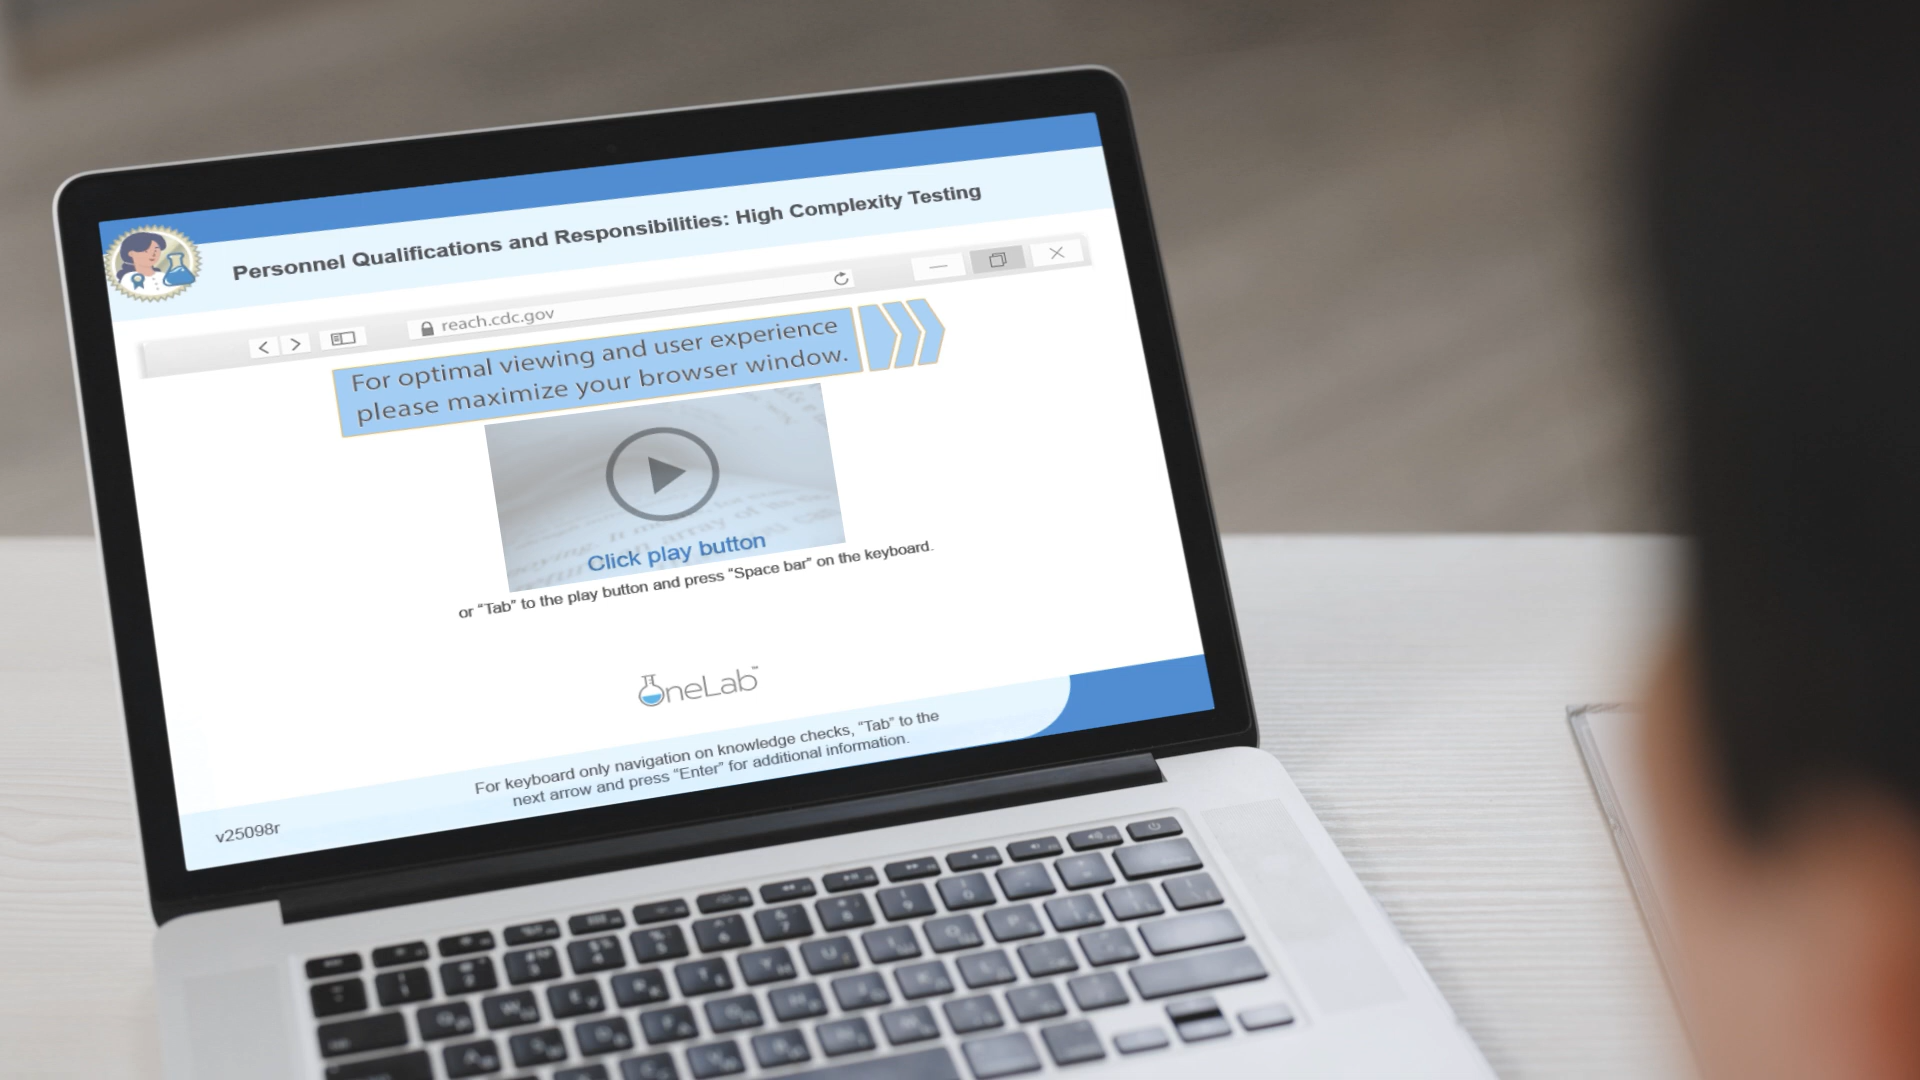 Personnel Qualifications and Responsibilities: High Complexity Testing
reach.cdc.gov
For optimal viewing and user experience
please maximize your browser window.
Click play button
or “Tab” to the play button and press “Space bar” on the keyboard.
OneLab™
For keyboard only navigation on knowledge checks, “Tab” to the
next arrow and press “Enter” for additional information.
v25098r